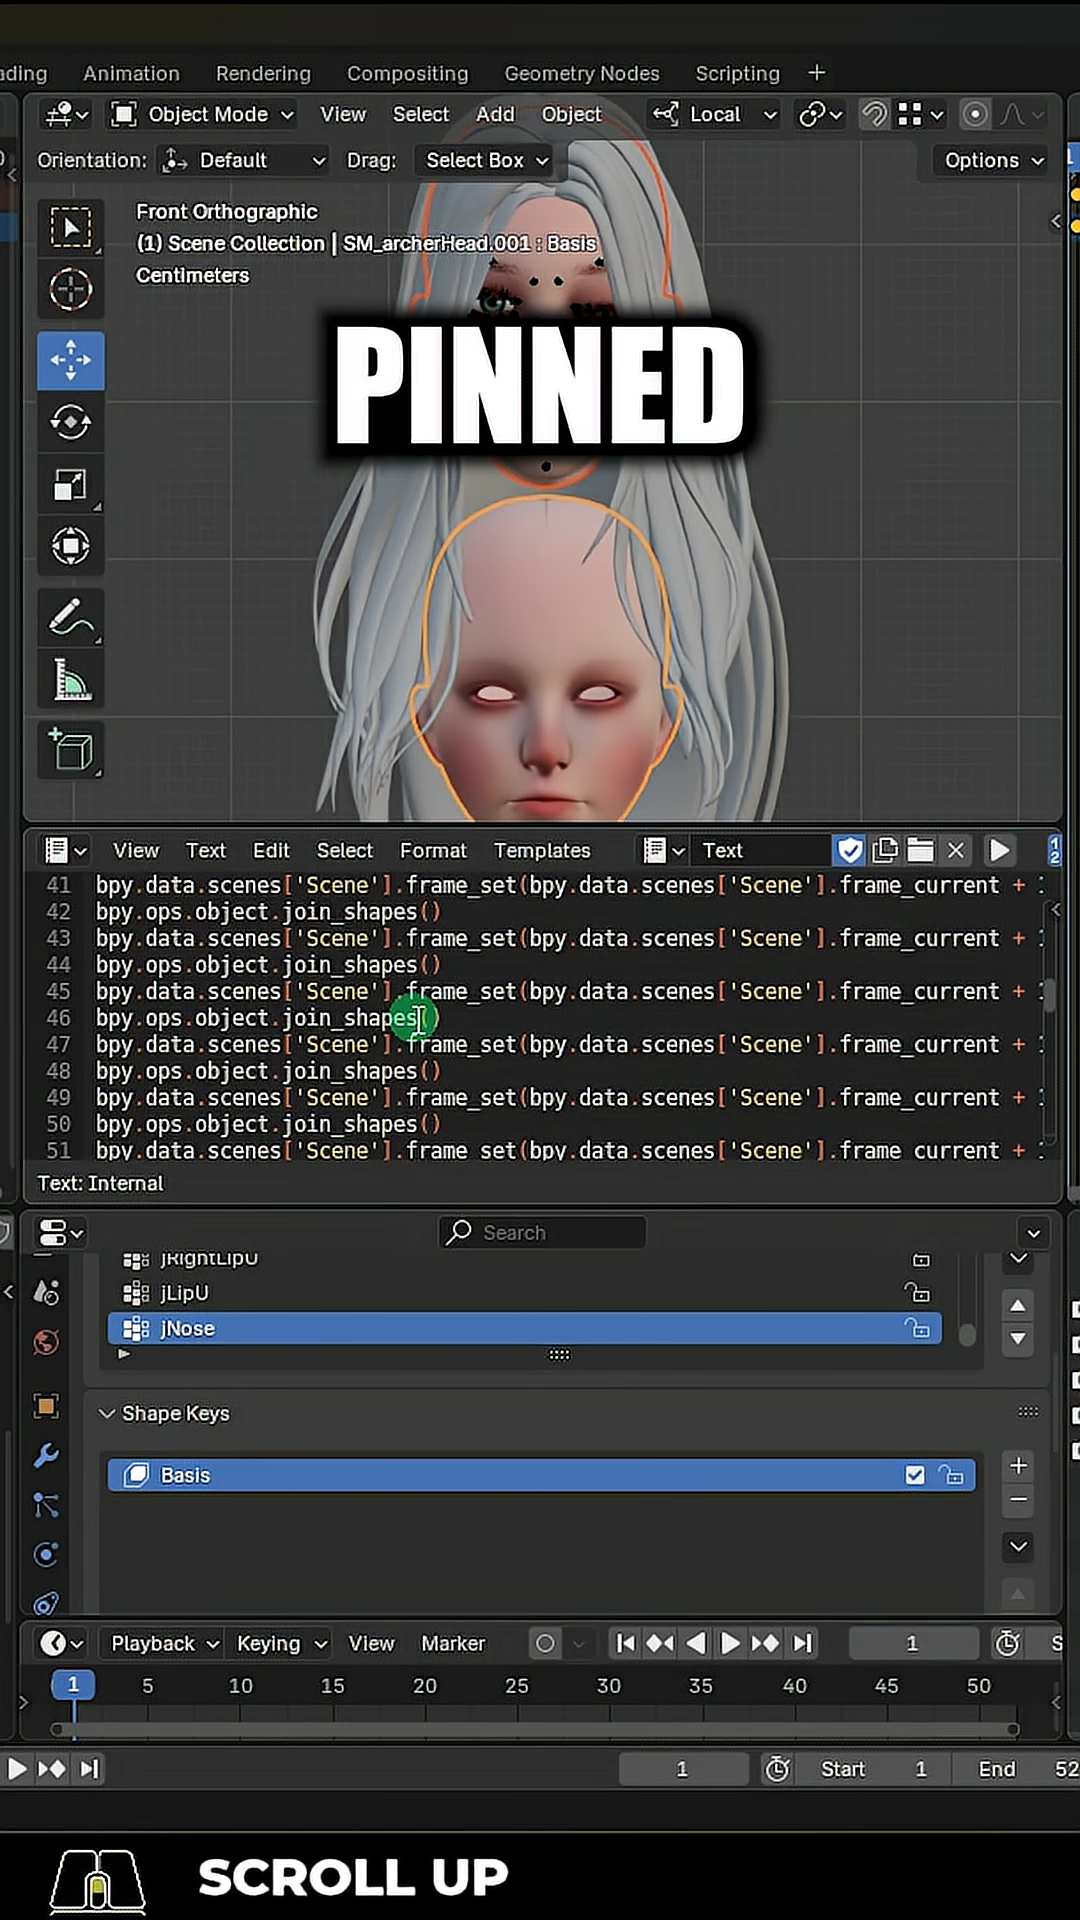 ading Animation Rendering Compositing Geometry Nodes Scripting +
Object Mode View Select Add Object Local
Orientation: Default Drag: Select Box Options
Front Orthographic
(1) Scene Collection | SM_archerHead.001 : Basis
Centimeters
PINNED
View Text Edit Select Format Templates Text
41 bpy.data.scenes['Scene'].frame_set(bpy.data.scenes['Scene'].frame_current + 1
42 bpy.ops.object.join_shapes()
43 bpy.data.scenes['Scene'].frame_set(bpy.data.scenes['Scene'].frame_current + 1
44 bpy.ops.object.join_shapes()
45 bpy.data.scenes['Scene'].frame_set(bpy.data.scenes['Scene'].frame_current + 1
46 bpy.ops.object.join_shapes()
47 bpy.data.scenes['Scene'].frame_set(bpy.data.scenes['Scene'].frame_current + 1
48 bpy.ops.object.join_shapes()
49 bpy.data.scenes['Scene'].frame_set(bpy.data.scenes['Scene'].frame_current + 1
50 bpy.ops.object.join_shapes()
51 bpy.data.scenes['Scene'].frame_set(bpy.data.scenes['Scene'].frame_current +
Text: Internal
Search
jRightLipU
jLipU
jNose
Shape Keys
Basis
Playback Keying View Marker 1 S
1 5 10 15 20 25 30 35 40 45 50
1 Start 1 End 52
SCROLL UP